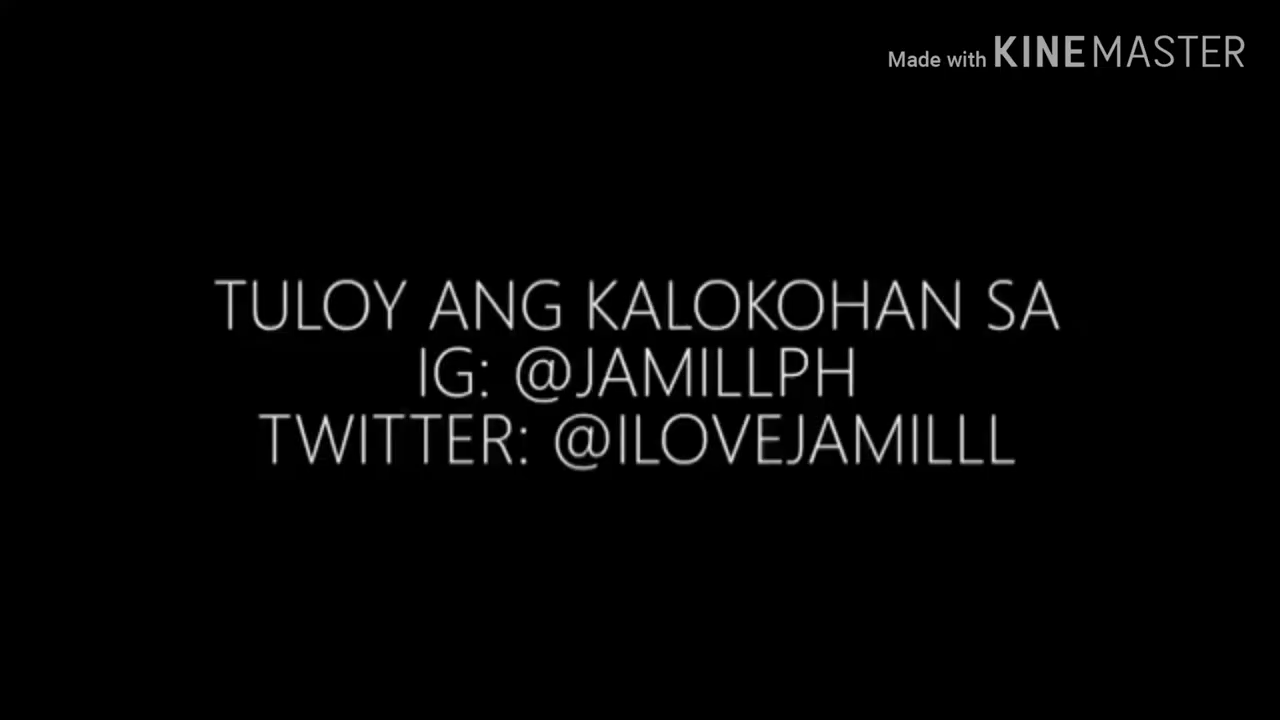 Made with KINEMASTER
TULOY ANG KALOKOHAN SA
IG: @JAMILLPH
TWITTER: @ILOVEJAMILLL